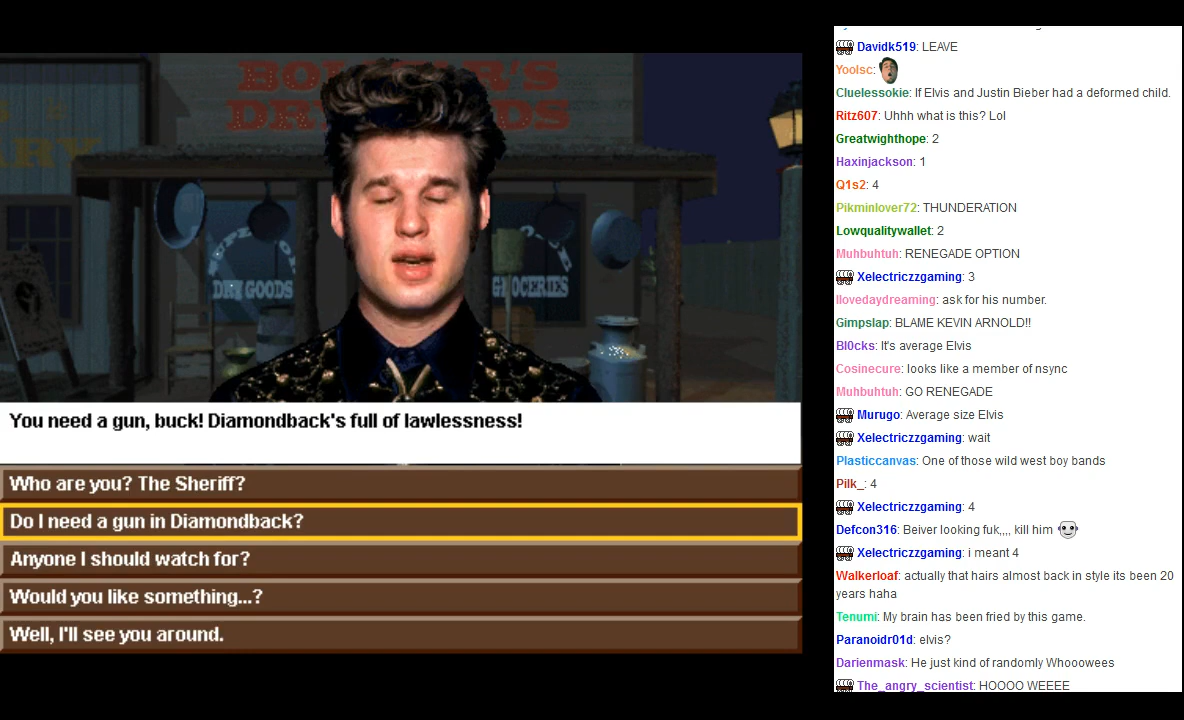 BOLIVAR'S
DRY GOODS
ARY
DRY GOODS
GROCERIES
You need a gun, buck! Diamondback's full of lawlessness!
Who are you? The Sheriff?
Do I need a gun in Diamondback?
Anyone I should watch for?
Would you like something...?
Well, I'll see you around.
Davidk519: LEAVE
Yoolsc:
Cluelessokie: If Elvis and Justin Bieber had a deformed child.
Ritz607: Uhhh what is this? Lol
Greatwighthope: 2
Haxinjackson: 1
Q1s2: 4
Pikminlover72: THUNDERATION
Lowqualitywallet: 2
Muhbuhtuh: RENEGADE OPTION
Xelectriczzgaming: 3
Ilovedaydreaming: ask for his number.
Gimpslap: BLAME KEVIN ARNOLD!!
Bl0cks: It's average Elvis
Cosinecure: looks like a member of nsync
Muhbuhtuh: GO RENEGADE
Murugo: Average size Elvis
Xelectriczzgaming: wait
Plasticcanvas: One of those wild west boy bands
Pilk_: 4
Xelectriczzgaming: 4
Defcon316: Beiver looking fuk,,,, kill him
Xelectriczzgaming: i meant 4
Walkerloaf: actually that hairs almost back in style its been 20
years haha
Tenumi: My brain has been fried by this game.
Paranoidr01d: elvis?
Darienmask: He just kind of randomly Whooowees
The_angry_scientist: HOOOO WEEEE